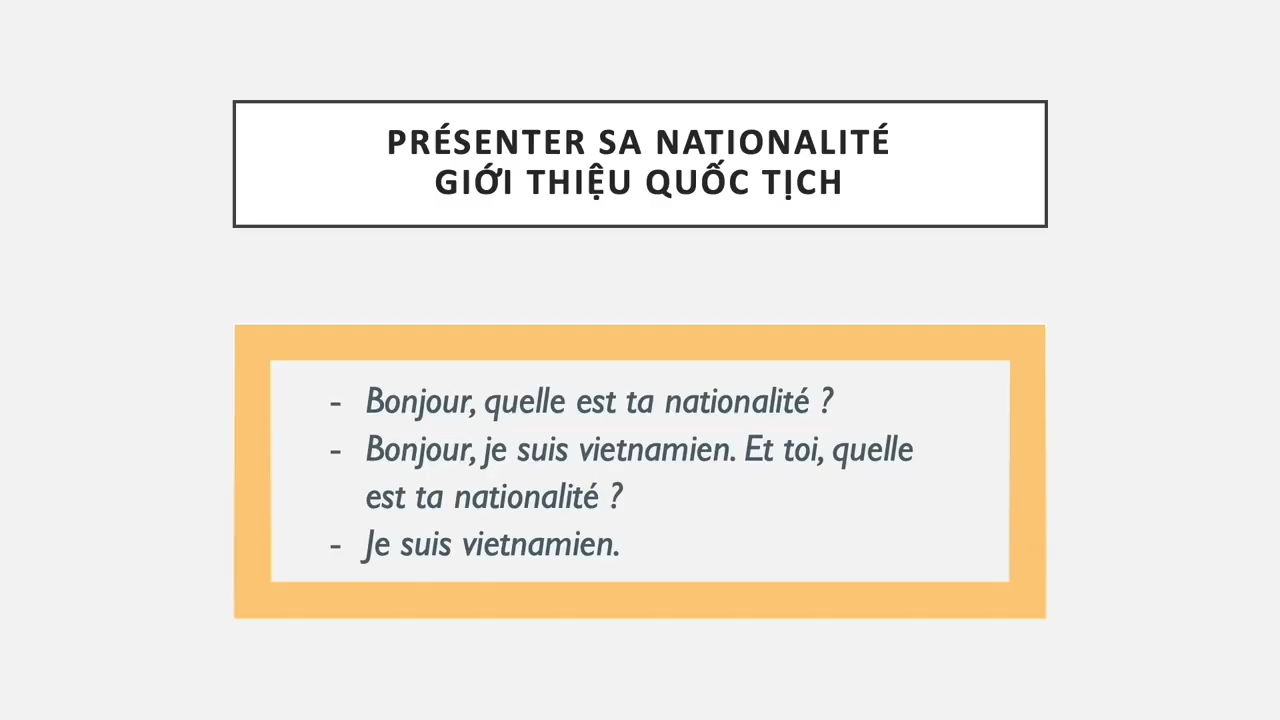 PRÉSENTER SA NATIONALITÉ
GIỚI THIỆU QUỐC TỊCH
- Bonjour, quelle est ta nationalité ?
- Bonjour, je suis vietnamien. Et toi, quelle
est ta nationalité ?
- Je suis vietnamien.